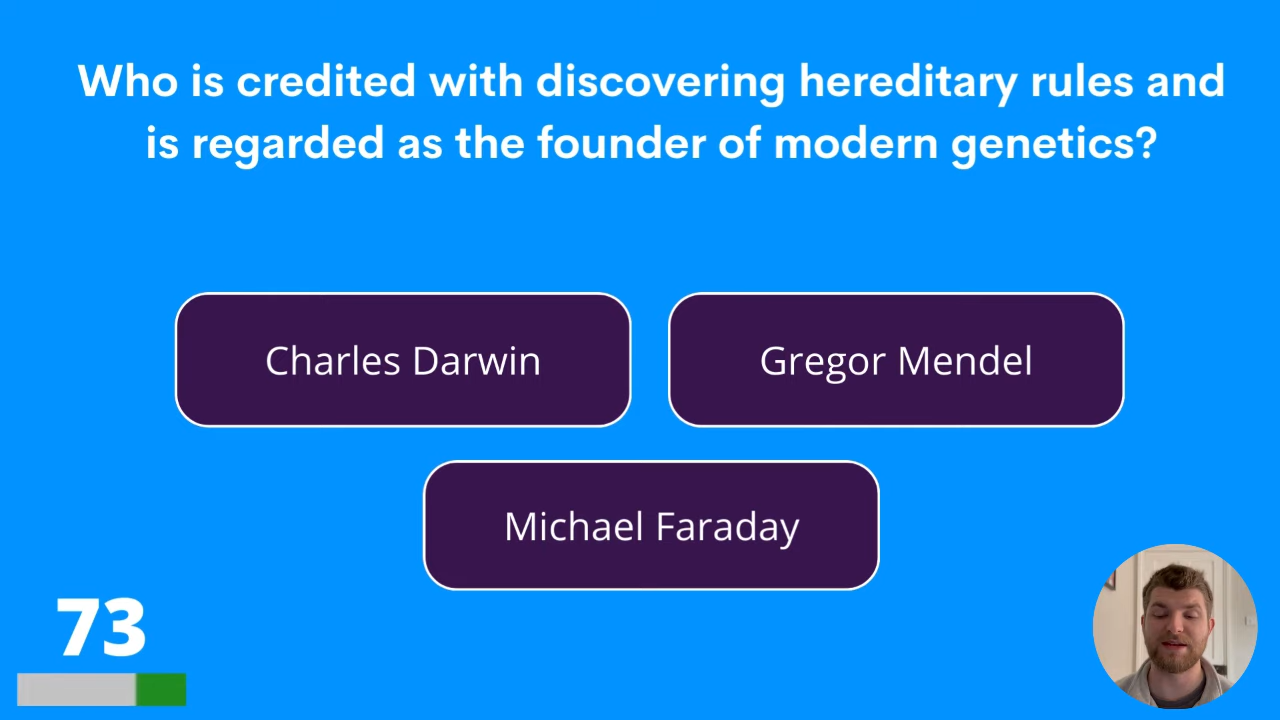 Who is credited with discovering hereditary rules and
is regarded as the founder of modern genetics?
Charles Darwin
Gregor Mendel
Michael Faraday
73